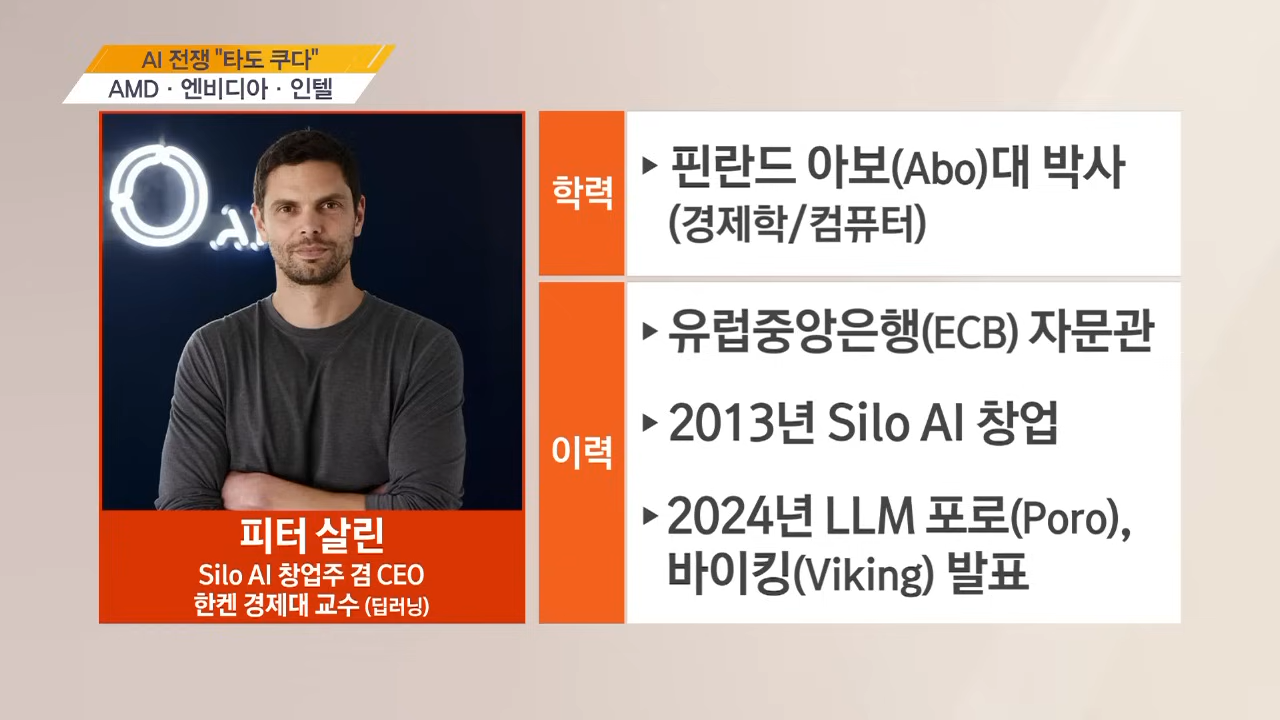 AI 전쟁 "타도 쿠다"
AMD · 엔비디아 · 인텔
피터 살린
Silo AI 창업주 겸 CEO
한켄 경제대 교수 (딥러닝)
학력
▶ 핀란드 아보(Abo)대 박사
(경제학/컴퓨터)
이력
▶ 유럽중앙은행(ECB) 자문관
▶ 2013년 Silo AI 창업
▶ 2024년 LLM 포로(Poro),
바이킹(Viking) 발표